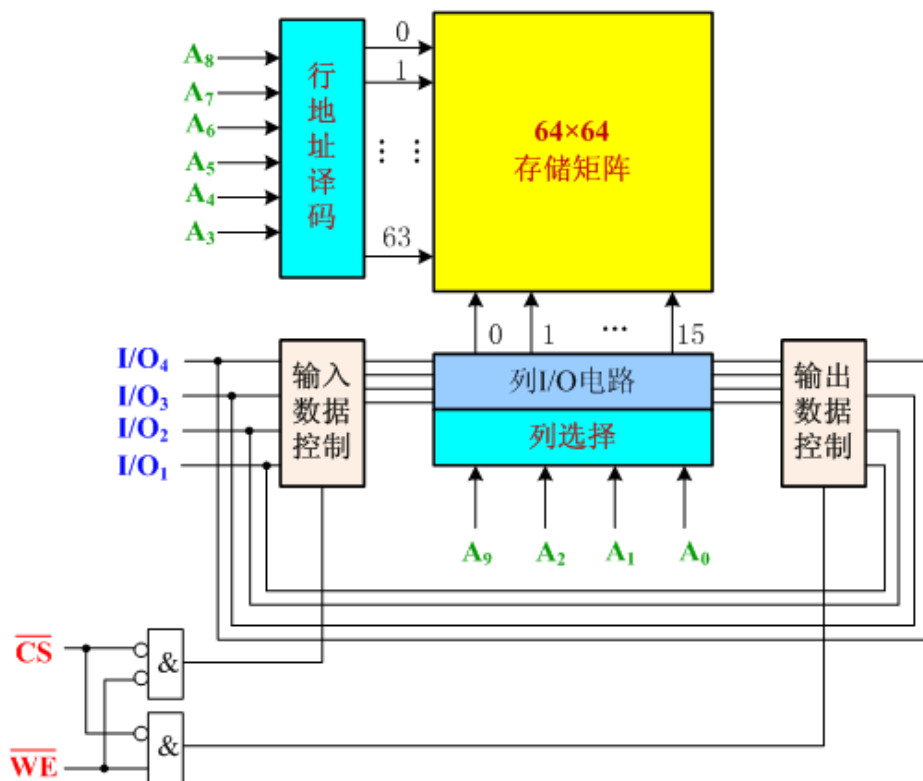 A₈
A₇
A₆
A₅
A₄
A₃
行地址译码
0
1
⋮ ⋮
63
64×64
存储矩阵
0 1 … 15
I/O₄
I/O₃
I/O₂
I/O₁
输入
数据
控制
列I/O电路
列选择
输出
数据
控制
A₉ A₂ A₁ A₀
C̅S̅
&
W̅E̅
&